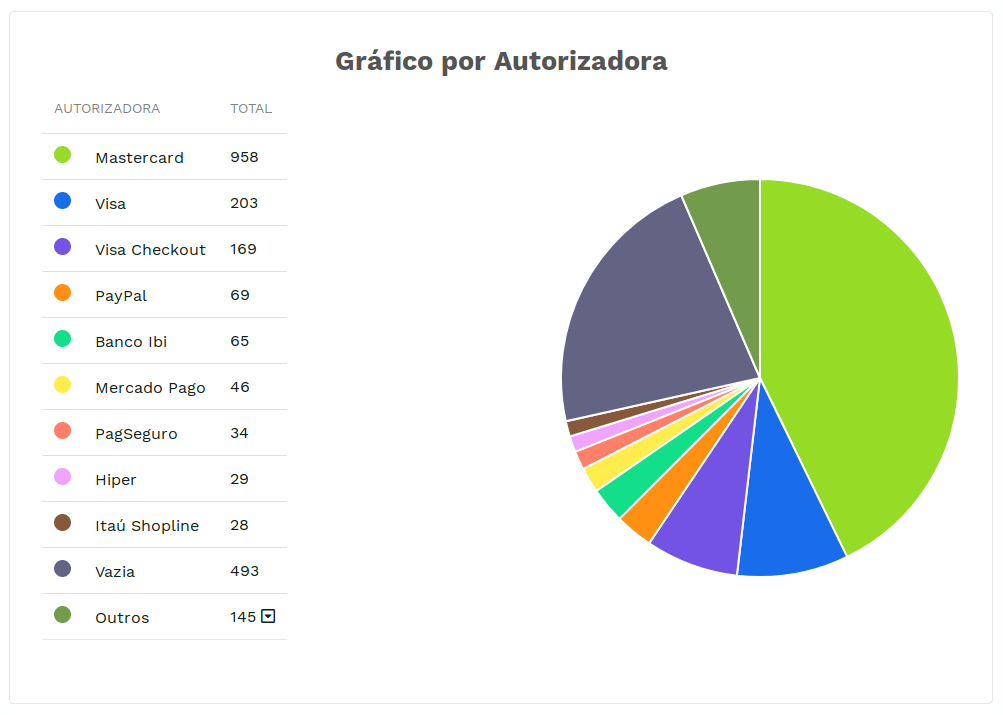 Gráfico por Autorizadora
AUTORIZADORA TOTAL
Mastercard 958
Visa 203
Visa Checkout 169
PayPal 69
Banco Ibi 65
Mercado Pago 46
PagSeguro 34
Hiper 29
Itaú Shopline 28
Vazia 493
Outros 145